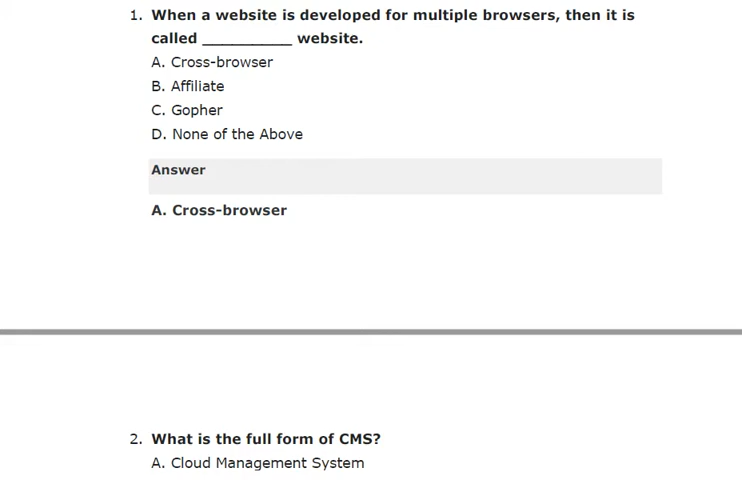 1. When a website is developed for multiple browsers, then it is
called _________ website.
A. Cross-browser
B. Affiliate
C. Gopher
D. None of the Above
Answer
A. Cross-browser
2. What is the full form of CMS?
A. Cloud Management System